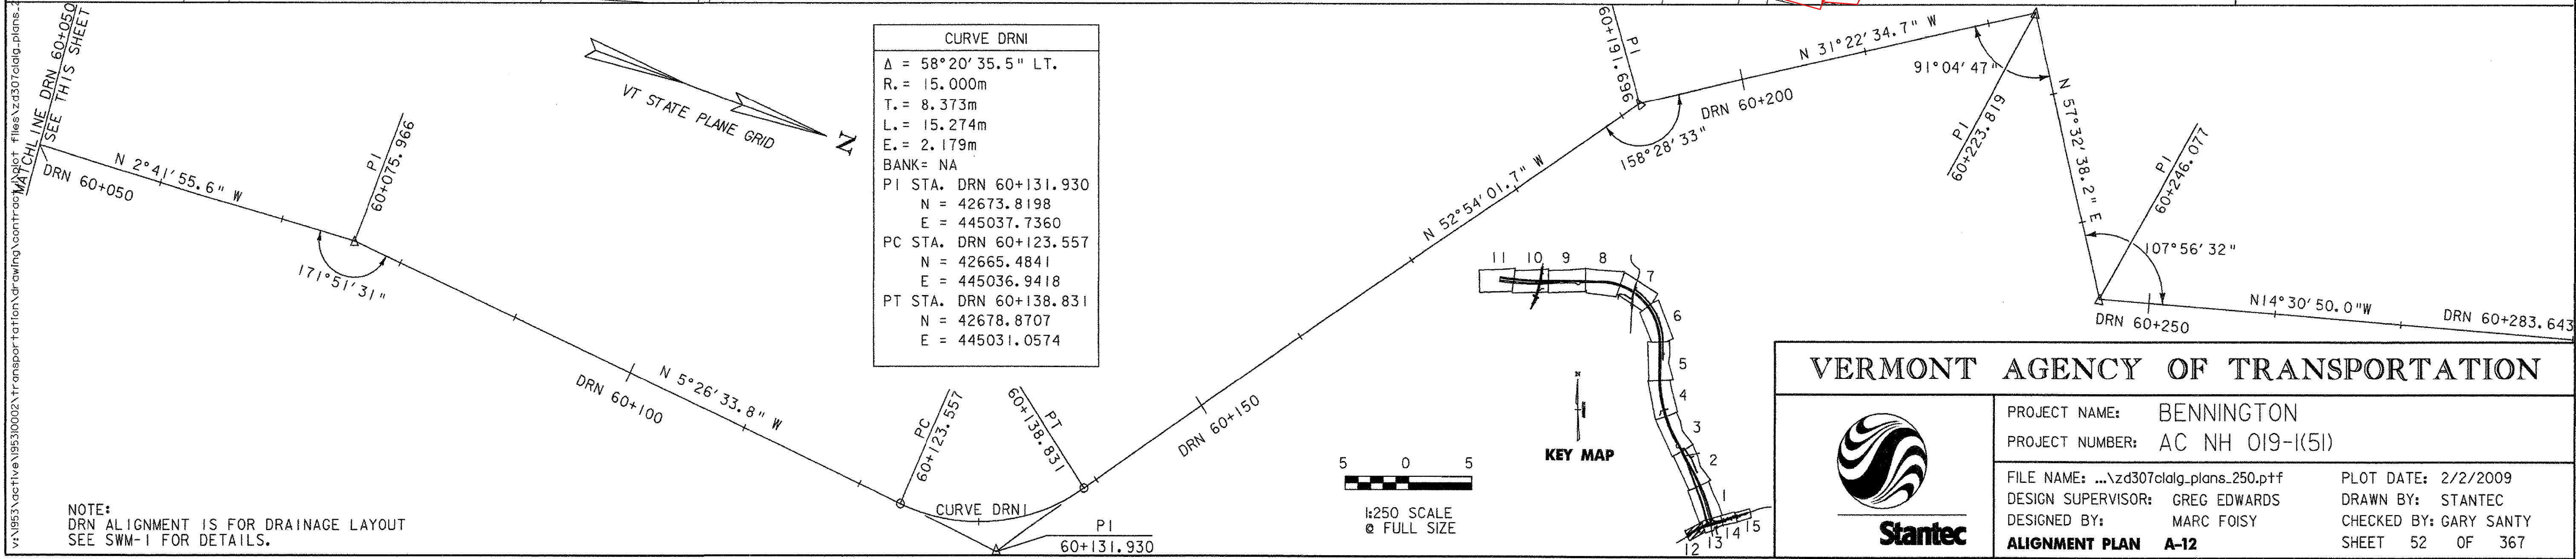 v:\1953\active\195310002\transportation\drawing\contract\plot files\zd307clalg_plans_2
MATCHLINE DRN 60+050
SEE THIS SHEET
DRN 60+050
N 2°41'55.6" W
PI
60+075.966
171°51'31"
VT STATE PLANE GRID
N
N 5°26'33.8" W
DRN 60+100
CURVE DRN1
Δ = 58°20'35.5" LT.
R. = 15.000m
T. = 8.373m
L. = 15.274m
E. = 2.179m
BANK= NA
PI STA. DRN 60+131.930
N = 42673.8198
E = 445037.7360
PC STA. DRN 60+123.557
N = 42665.4841
E = 445036.9418
PT STA. DRN 60+138.831
N = 42678.8707
E = 445031.0574
PC
60+123.557
PT
60+138.831
CURVE DRN1
PI
60+131.930
DRN 60+150
N 52°54'01.7" W
PI
60+191.696
158°28'33"
DRN 60+200
N 31°22'34.7" W
91°04'47"
PI
60+223.819
N 57°32'38.2" E
PI
60+246.077
107°56'32"
DRN 60+250
N14°30'50.0"W
DRN 60+283.643
NOTE:
DRN ALIGNMENT IS FOR DRAINAGE LAYOUT
SEE SWM-1 FOR DETAILS.
5 0 5
1:250 SCALE
@ FULL SIZE
N
KEY MAP
11 10 9 8 7
6
5
4
3
2
1
12 13 14 15
VERMONT AGENCY OF TRANSPORTATION
Stantec
PROJECT NAME: BENNINGTON
PROJECT NUMBER: AC NH 019-1(51)
FILE NAME: ...\zd307clalg_plans_250.ptf PLOT DATE: 2/2/2009
DESIGN SUPERVISOR: GREG EDWARDS DRAWN BY: STANTEC
DESIGNED BY: MARC FOISY CHECKED BY: GARY SANTY
ALIGNMENT PLAN A-12 SHEET 52 OF 367